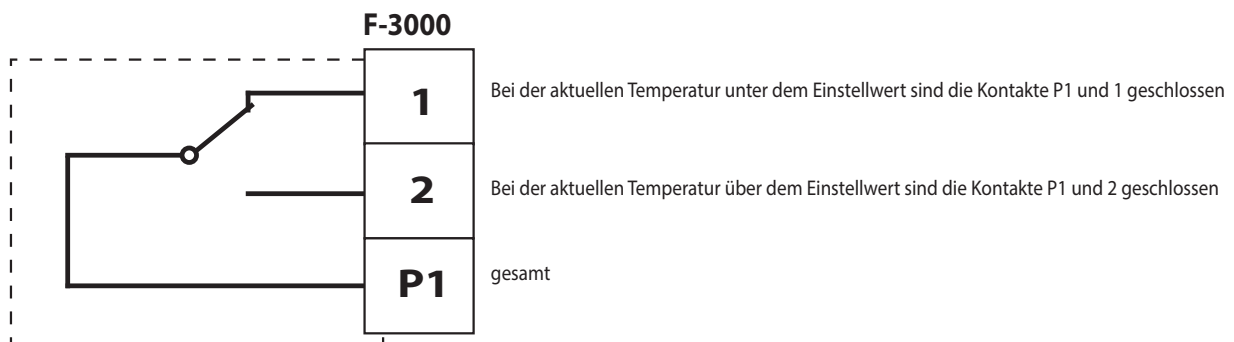 F-3000
1 Bei der aktuellen Temperatur unter dem Einstellwert sind die Kontakte P1 und 1 geschlossen
2 Bei der aktuellen Temperatur über dem Einstellwert sind die Kontakte P1 und 2 geschlossen
P1 gesamt